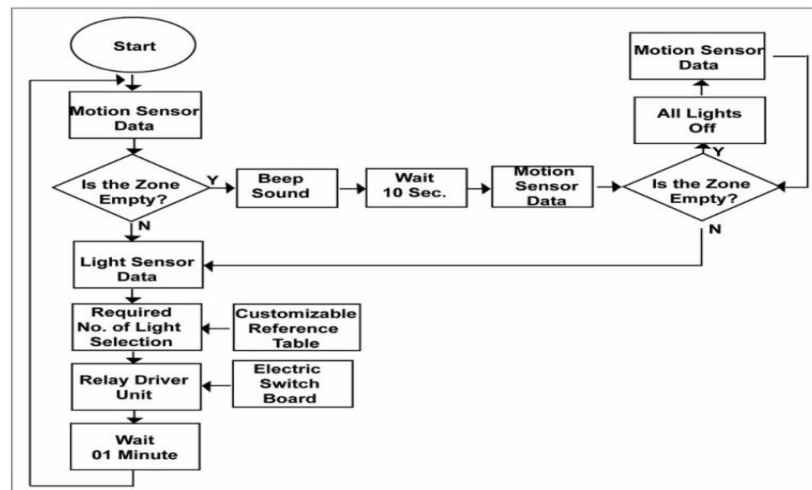 Start
Motion Sensor
Data
Is the Zone
Empty?
Y
N
Beep
Sound
Wait
10 Sec.
Motion
Sensor
Data
Is the Zone
Empty?
Y
N
All Lights
Off
Motion Sensor
Data
Light Sensor
Data
Required
No. of Light
Selection
Customizable
Reference
Table
Relay Driver
Unit
Electric
Switch
Board
Wait
01 Minute